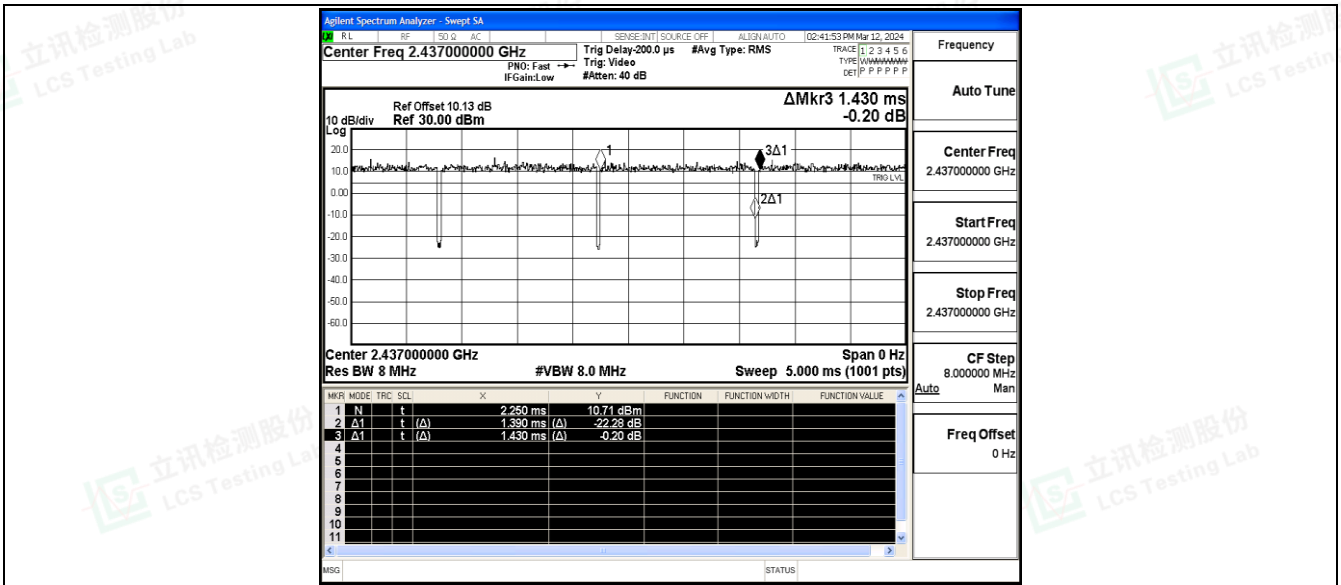 Agilent Spectrum Analyzer - Swept SA
RL RF 50 Ω AC SENSE:INT SOURCE OFF ALIGN AUTO 02:41:53 PM Mar 12, 2024
Center Freq 2.437000000 GHz
PNO: Fast
IFGain:Low
Trig Delay-200.0 µs #Avg Type: RMS
Trig: Video
#Atten: 40 dB
TRACE 1 2 3 4 5 6
TYPE
DET P P P P P P
ΔMkr3 1.430 ms
-0.20 dB
Ref Offset 10.13 dB
10 dB/div Ref 30.00 dBm
Log
20.0
10.0
0.00
-10.0
-20.0
-30.0
-40.0
-50.0
-60.0
1
3Δ1
TRIG LVL
2Δ1
Center 2.437000000 GHz Span 0 Hz
Res BW 8 MHz #VBW 8.0 MHz Sweep 5.000 ms (1001 pts)
MKR MODE TRC SCL X Y FUNCTION FUNCTION WIDTH FUNCTION VALUE
1 N t 2.250 ms 10.71 dBm
2 Δ1 t (Δ) 1.390 ms (Δ) -22.28 dB
3 Δ1 t (Δ) 1.430 ms (Δ) -0.20 dB
4
5
6
7
8
9
10
11
MSG STATUS
Frequency
Auto Tune
Center Freq
2.437000000 GHz
Start Freq
2.437000000 GHz
Stop Freq
2.437000000 GHz
CF Step
8.000000 MHz
Auto Man
Freq Offset
0 Hz
立讯检测股份
LCS Testing Lab
立讯检测股份
LCS Testing Lab
立讯检测股份
LCS Testing Lab